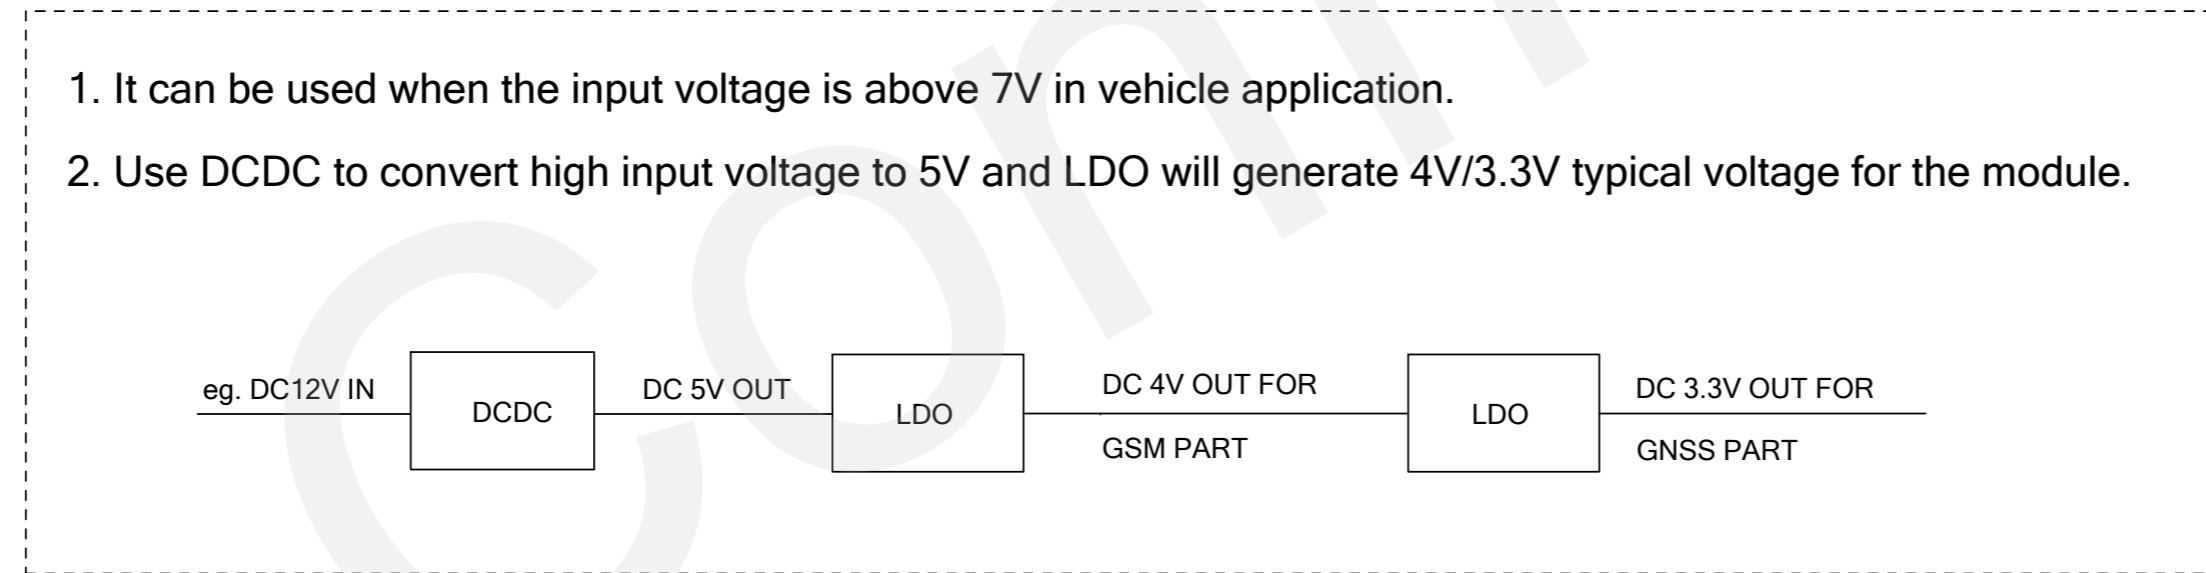 1. It can be used when the input voltage is above 7V in vehicle application.
2. Use DCDC to convert high input voltage to 5V and LDO will generate 4V/3.3V typical voltage for the module.
eg. DC12V IN
DCDC
DC 5V OUT
LDO
DC 4V OUT FOR
GSM PART
LDO
DC 3.3V OUT FOR
GNSS PART